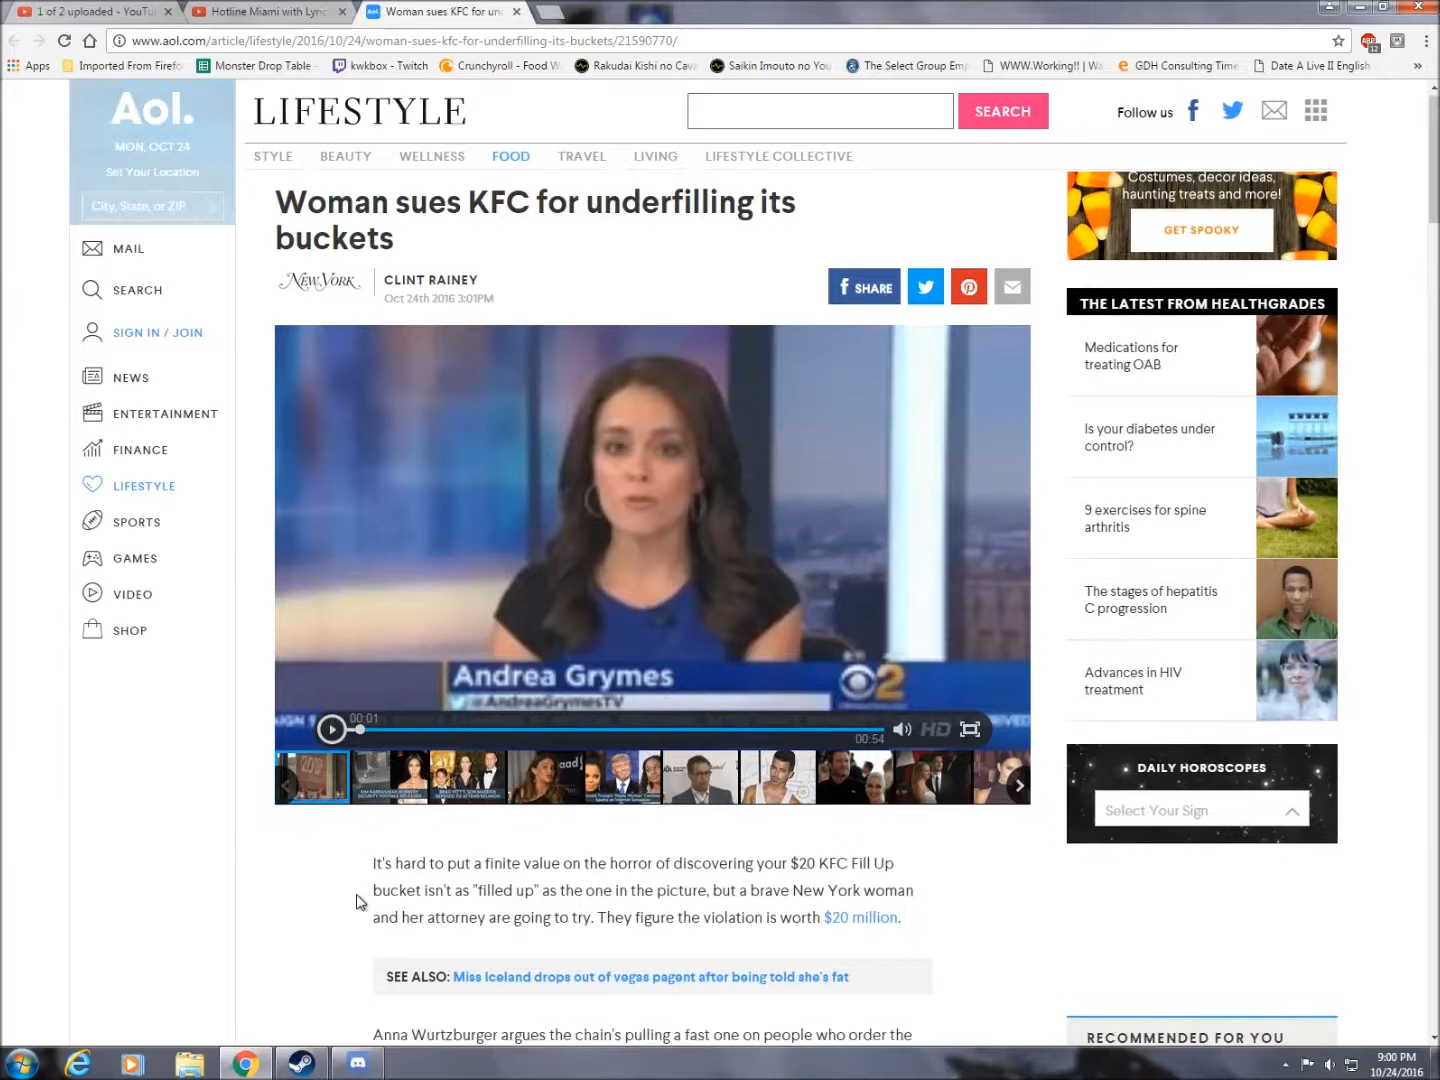 1 of 2 uploaded - YouTu
Hotline Miami with Lyric
Woman sues KFC for un
www.aol.com/article/lifestyle/2016/10/24/woman-sues-kfc-for-underfilling-its-buckets/21590770/
ABP
12
Apps
Imported From Firefo
Monster Drop Table -
kwkbox - Twitch
Crunchyroll - Food W
Rakudai Kishi no Cava
Saikin Imouto no You
The Select Group Emp
WWW.Working!! | Wa
GDH Consulting Time
Date A Live II English
»
Aol.
MON, OCT 24
Set Your Location
City, State, or ZIP
MAIL
SEARCH
SIGN IN / JOIN
NEWS
ENTERTAINMENT
FINANCE
LIFESTYLE
SPORTS
GAMES
VIDEO
SHOP
LIFESTYLE
SEARCH
Follow us
STYLE BEAUTY WELLNESS FOOD TRAVEL LIVING LIFESTYLE COLLECTIVE
Woman sues KFC for underfilling its
buckets
NEW YORK
CLINT RAINEY
Oct 24th 2016 3:01PM
SHARE
Andrea Grymes
@AndreaGrymesTV
2
00:01
00:54
HD
It's hard to put a finite value on the horror of discovering your $20 KFC Fill Up
bucket isn't as "filled up" as the one in the picture, but a brave New York woman
and her attorney are going to try. They figure the violation is worth $20 million.
SEE ALSO: Miss Iceland drops out of vegas pagent after being told she's fat
Anna Wurtzburger argues the chain's pulling a fast one on people who order the
Costumes, decor ideas,
haunting treats and more!
GET SPOOKY
THE LATEST FROM HEALTHGRADES
Medications for
treating OAB
Is your diabetes under
control?
9 exercises for spine
arthritis
The stages of hepatitis
C progression
Advances in HIV
treatment
DAILY HOROSCOPES
Select Your Sign
RECOMMENDED FOR YOU
9:00 PM
10/24/2016